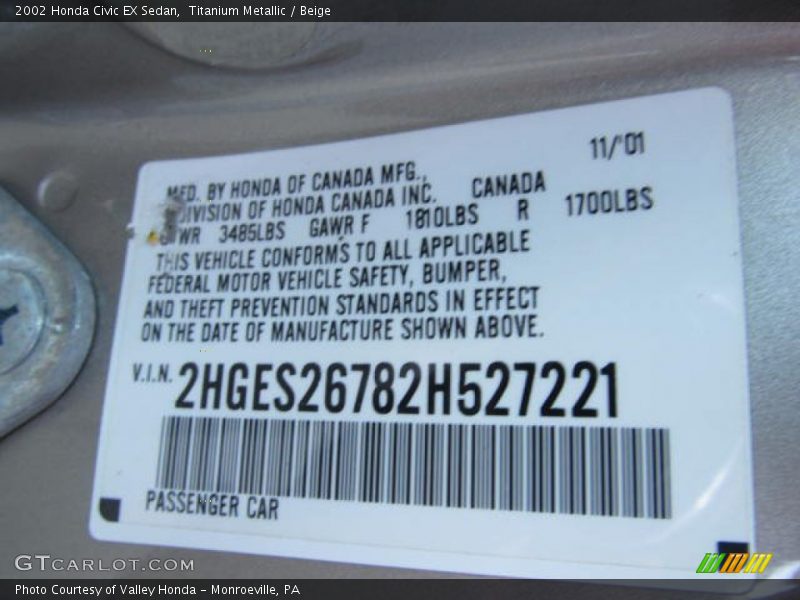 2002 Honda Civic EX Sedan, Titanium Metallic / Beige
11/'01
MFD. BY HONDA OF CANADA MFG.,
DIVISION OF HONDA CANADA INC. CANADA
GVWR 3485LBS GAWR F 1810LBS R 1700LBS
THIS VEHICLE CONFORMS TO ALL APPLICABLE
FEDERAL MOTOR VEHICLE SAFETY, BUMPER,
AND THEFT PREVENTION STANDARDS IN EFFECT
ON THE DATE OF MANUFACTURE SHOWN ABOVE.
V.I.N. 2HGES26782H527221
PASSENGER CAR
GTCARLOT.COM
Photo Courtesy of Valley Honda - Monroeville, PA